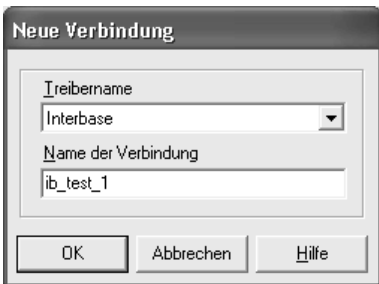 Neue Verbindung
Treibername
Interbase
Name der Verbindung
ib_test_1
OK Abbrechen Hilfe